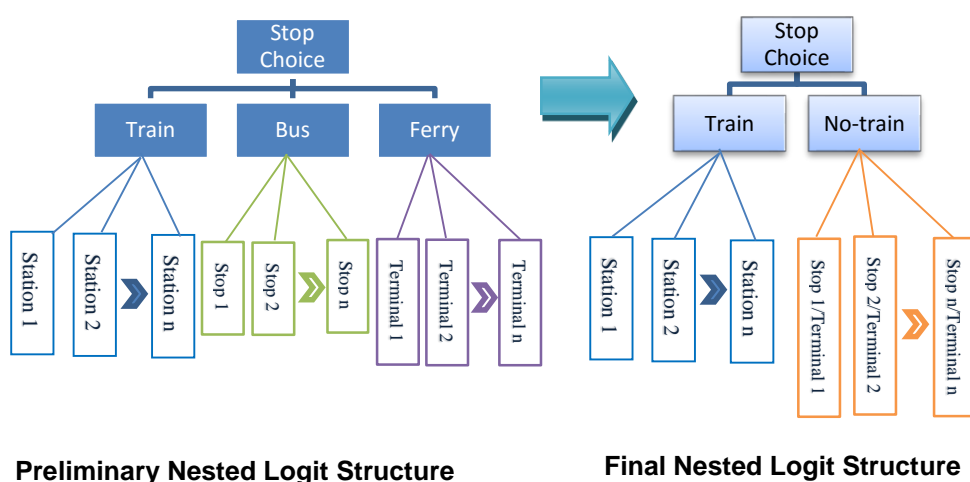 Stop
Choice
Train
Bus
Ferry
Station 1
Station 2
Station n
Stop 1
Stop 2
Stop n
Terminal 1
Terminal 2
Terminal n
Preliminary Nested Logit Structure
Stop
Choice
Train
No-train
Station 1
Station 2
Station n
Stop 1/Terminal 1
Stop 2/Terminal 2
Stop n/Terminal n
Final Nested Logit Structure